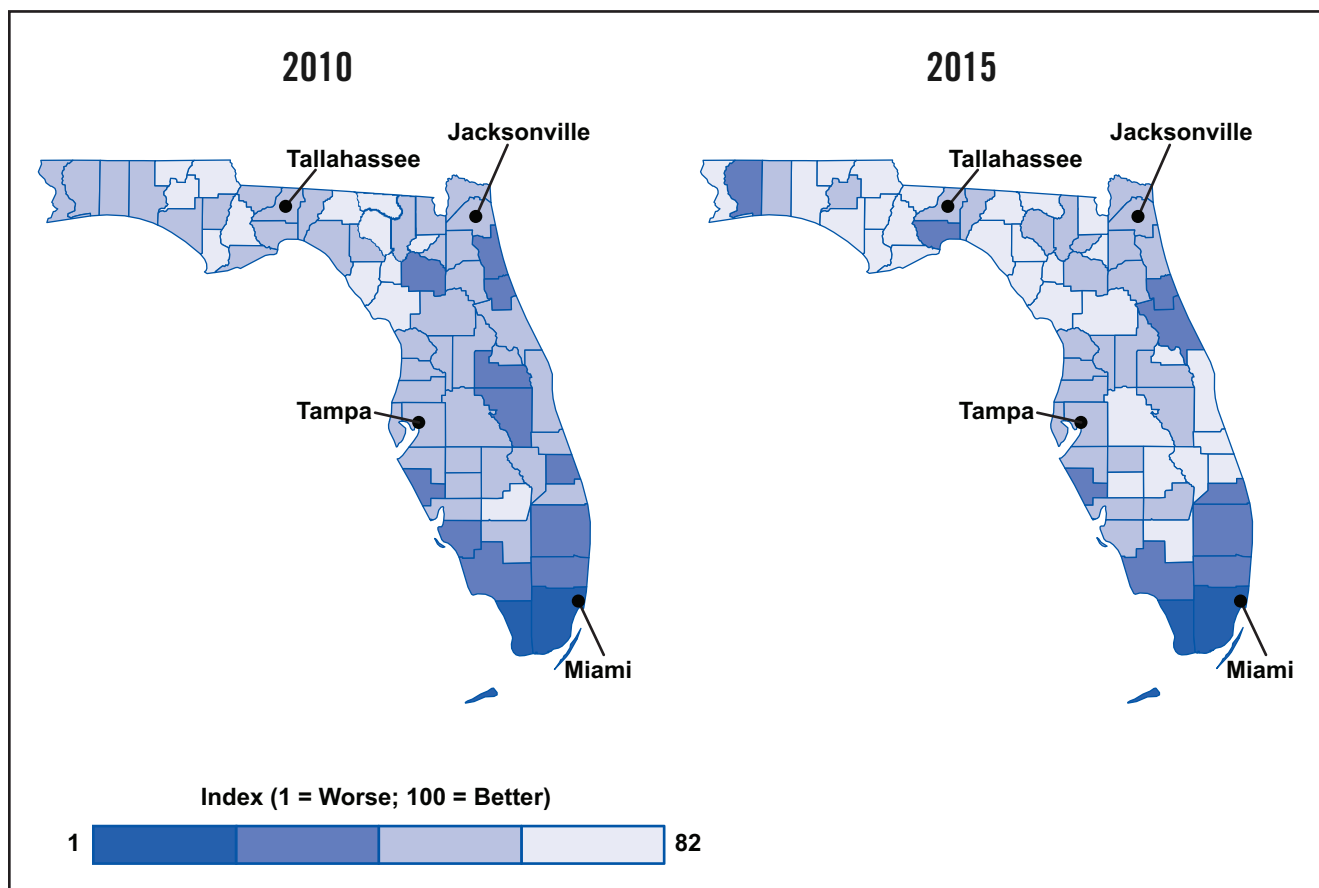 2010
2015
Jacksonville
Tallahassee
Tampa
Miami
Jacksonville
Tallahassee
Tampa
Miami
Index (1 = Worse; 100 = Better)
1
82